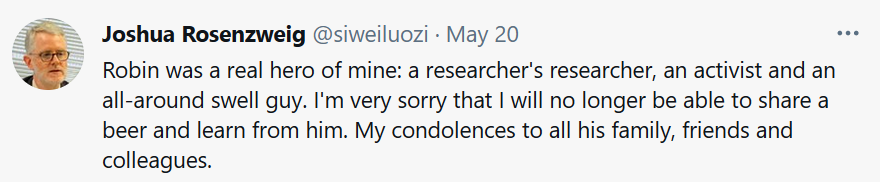 Joshua Rosenzweig @siweiluozi · May 20
Robin was a real hero of mine: a researcher's researcher, an activist and an
all-around swell guy. I'm very sorry that I will no longer be able to share a
beer and learn from him. My condolences to all his family, friends and
colleagues.